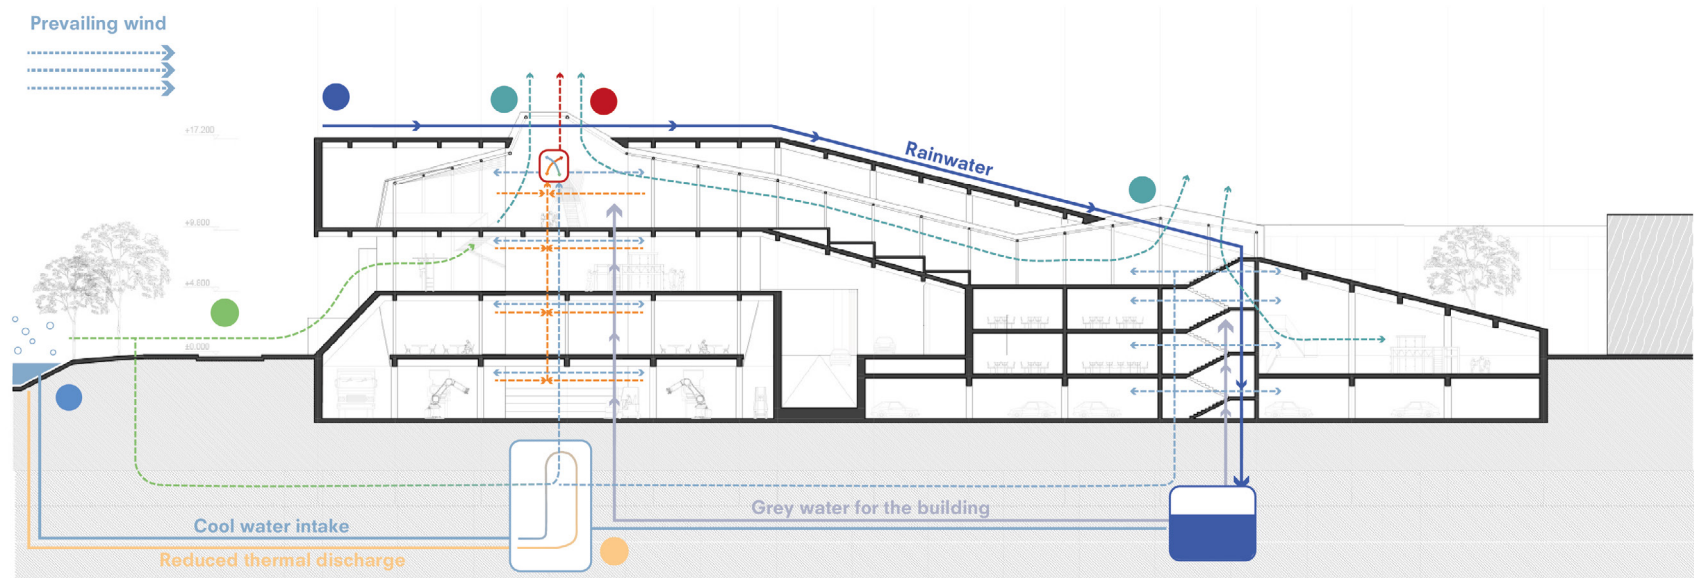 Prevailing wind
+17.200
Rainwater
+9.600
+4.600
±0.000
Grey water for the building
Cool water intake
Reduced thermal discharge